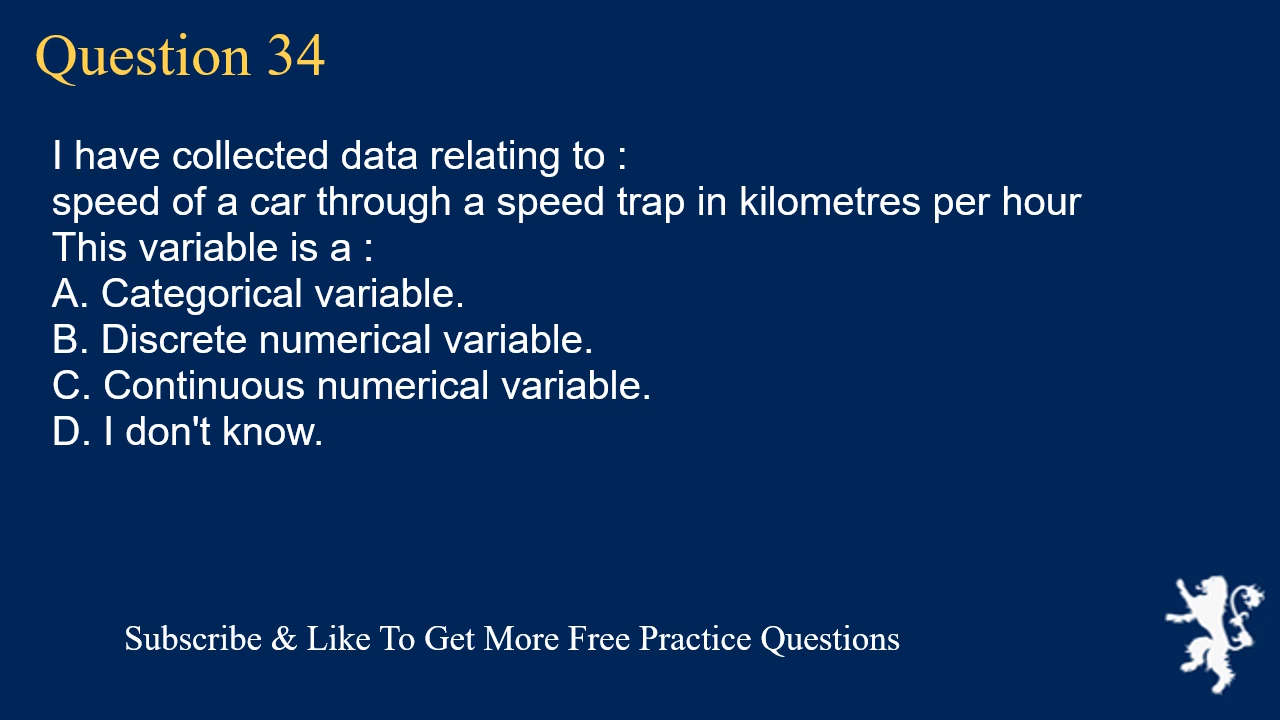 Question 34
I have collected data relating to :
speed of a car through a speed trap in kilometres per hour
This variable is a :
A. Categorical variable.
B. Discrete numerical variable.
C. Continuous numerical variable.
D. I don't know.
Subscribe & Like To Get More Free Practice Questions